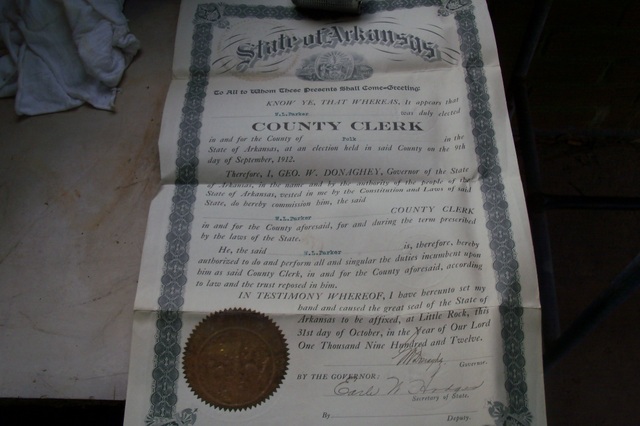 State of Arkansas
To All to Whom These Presents Shall Come-Greeting:
KNOW YE, THAT WHEREAS, It appears that
W.L.Parker was duly elected
COUNTY CLERK
in and for the County of Polk in the
State of Arkansas, at an election held in said County on the 9th
day of September, 1912.
Therefore, I, GEO. W. DONAGHEY, Governor of the State
of Arkansas, in the name and by the authority of the people of the
State of Arkansas, vested in me by the Constitution and Laws of said
State, do hereby commission him, the said
W.L.Parker COUNTY CLERK
in and for the County aforesaid, for and during the term prescribed
by the laws of the State.
He, the said W.L.Parker is, therefore, hereby
authorized to do and perform all and singular the duties incumbent upon
him as said County Clerk, in and for the County aforesaid, according
to law and the trust reposed in him.
IN TESTIMONY WHEREOF, I have hereunto set my
hand and caused the great seal of the State of
Arkansas to be affixed, at Little Rock, this
31st day of October, in the Year of Our Lord
One Thousand Nine Hundred and Twelve.
Governor.
BY THE GOVERNOR:
Earle W Hodges
Secretary of State.
By Deputy.